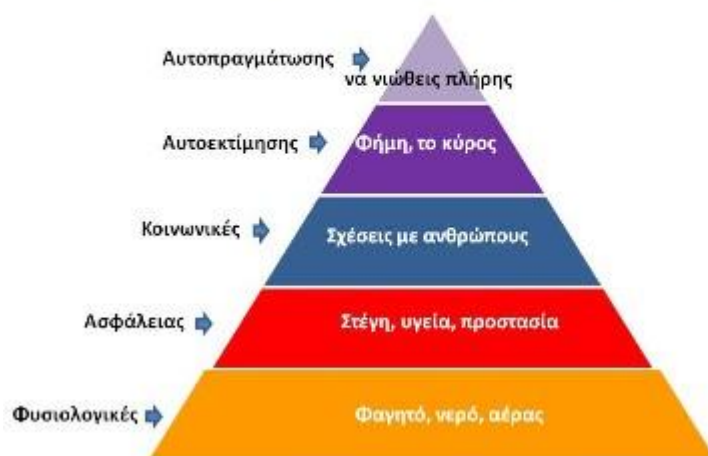 Αυτοπραγμάτωσης
να νιώθεις πλήρης
Αυτοεκτίμησης
Φήμη, το κύρος
Κοινωνικές
Σχέσεις με ανθρώπους
Ασφάλειας
Στέγη, υγεία, προστασία
Φυσιολογικές
Φαγητό, νερό, αέρας